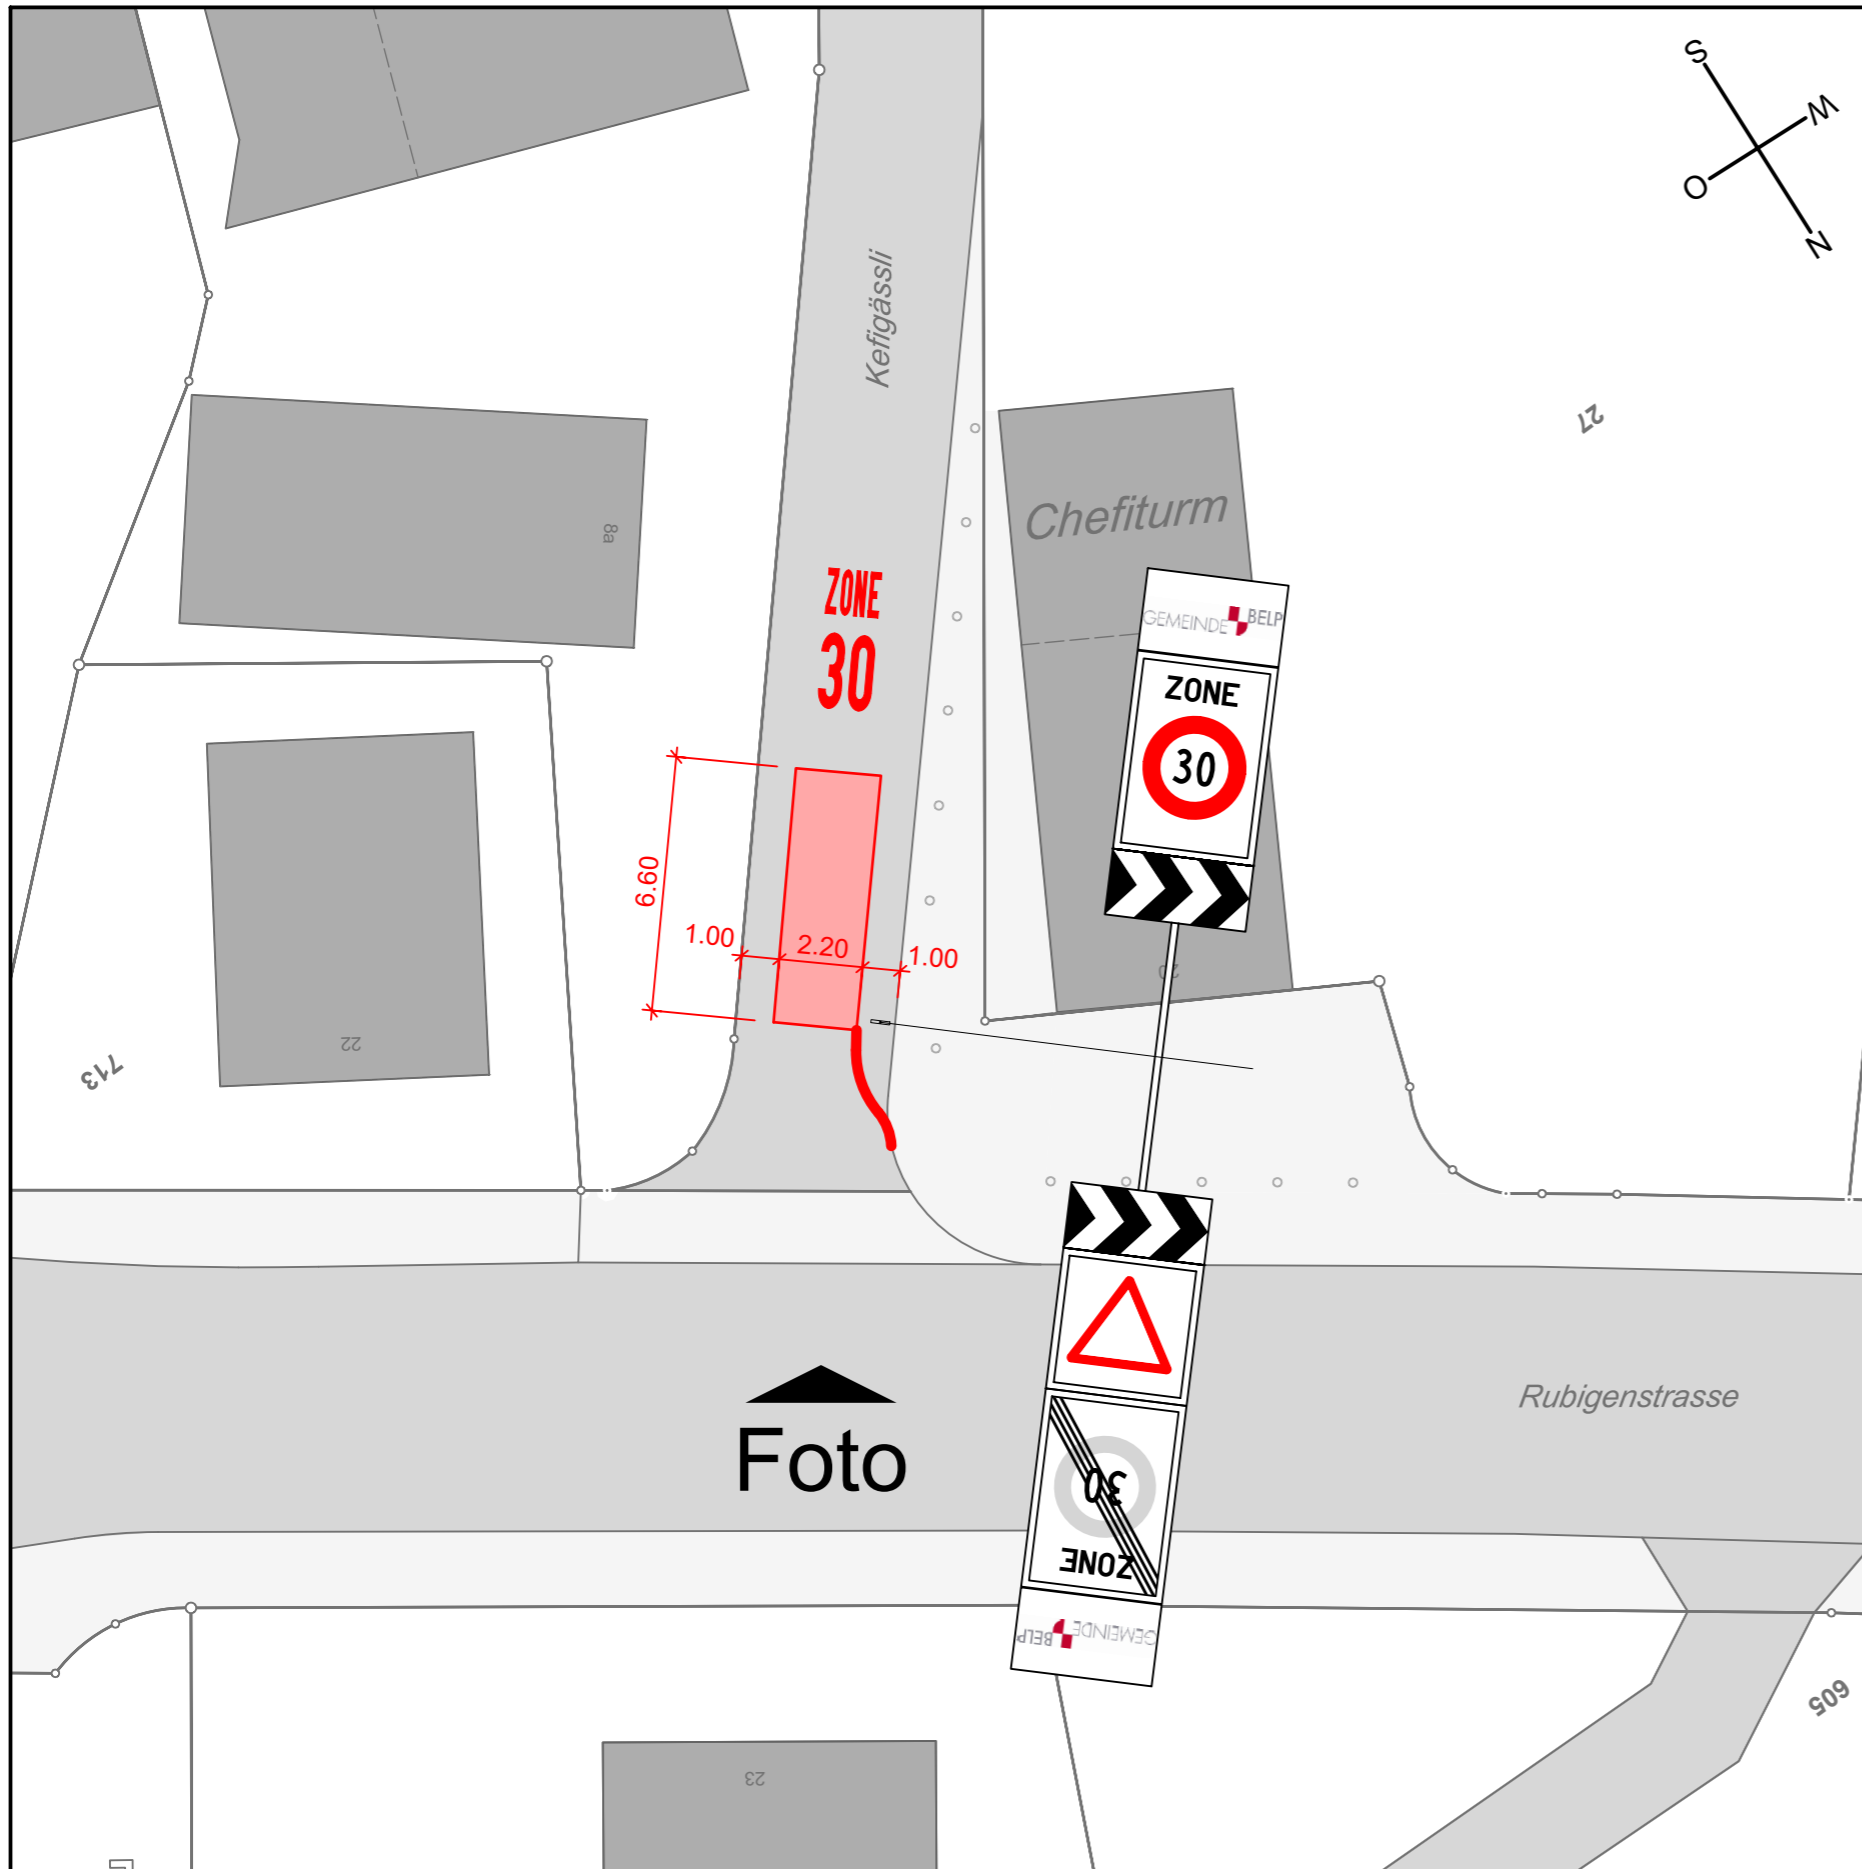 S
W
O
N
Kefigässli
27
Chefiturm
8a
ZONE
30
GEMEINDE BELP
ZONE
30
6.60
1.00
2.20
1.00
20
22
713
Foto
Rubigenstrasse
30
ZONE
GEMEINDE BELP
605
23